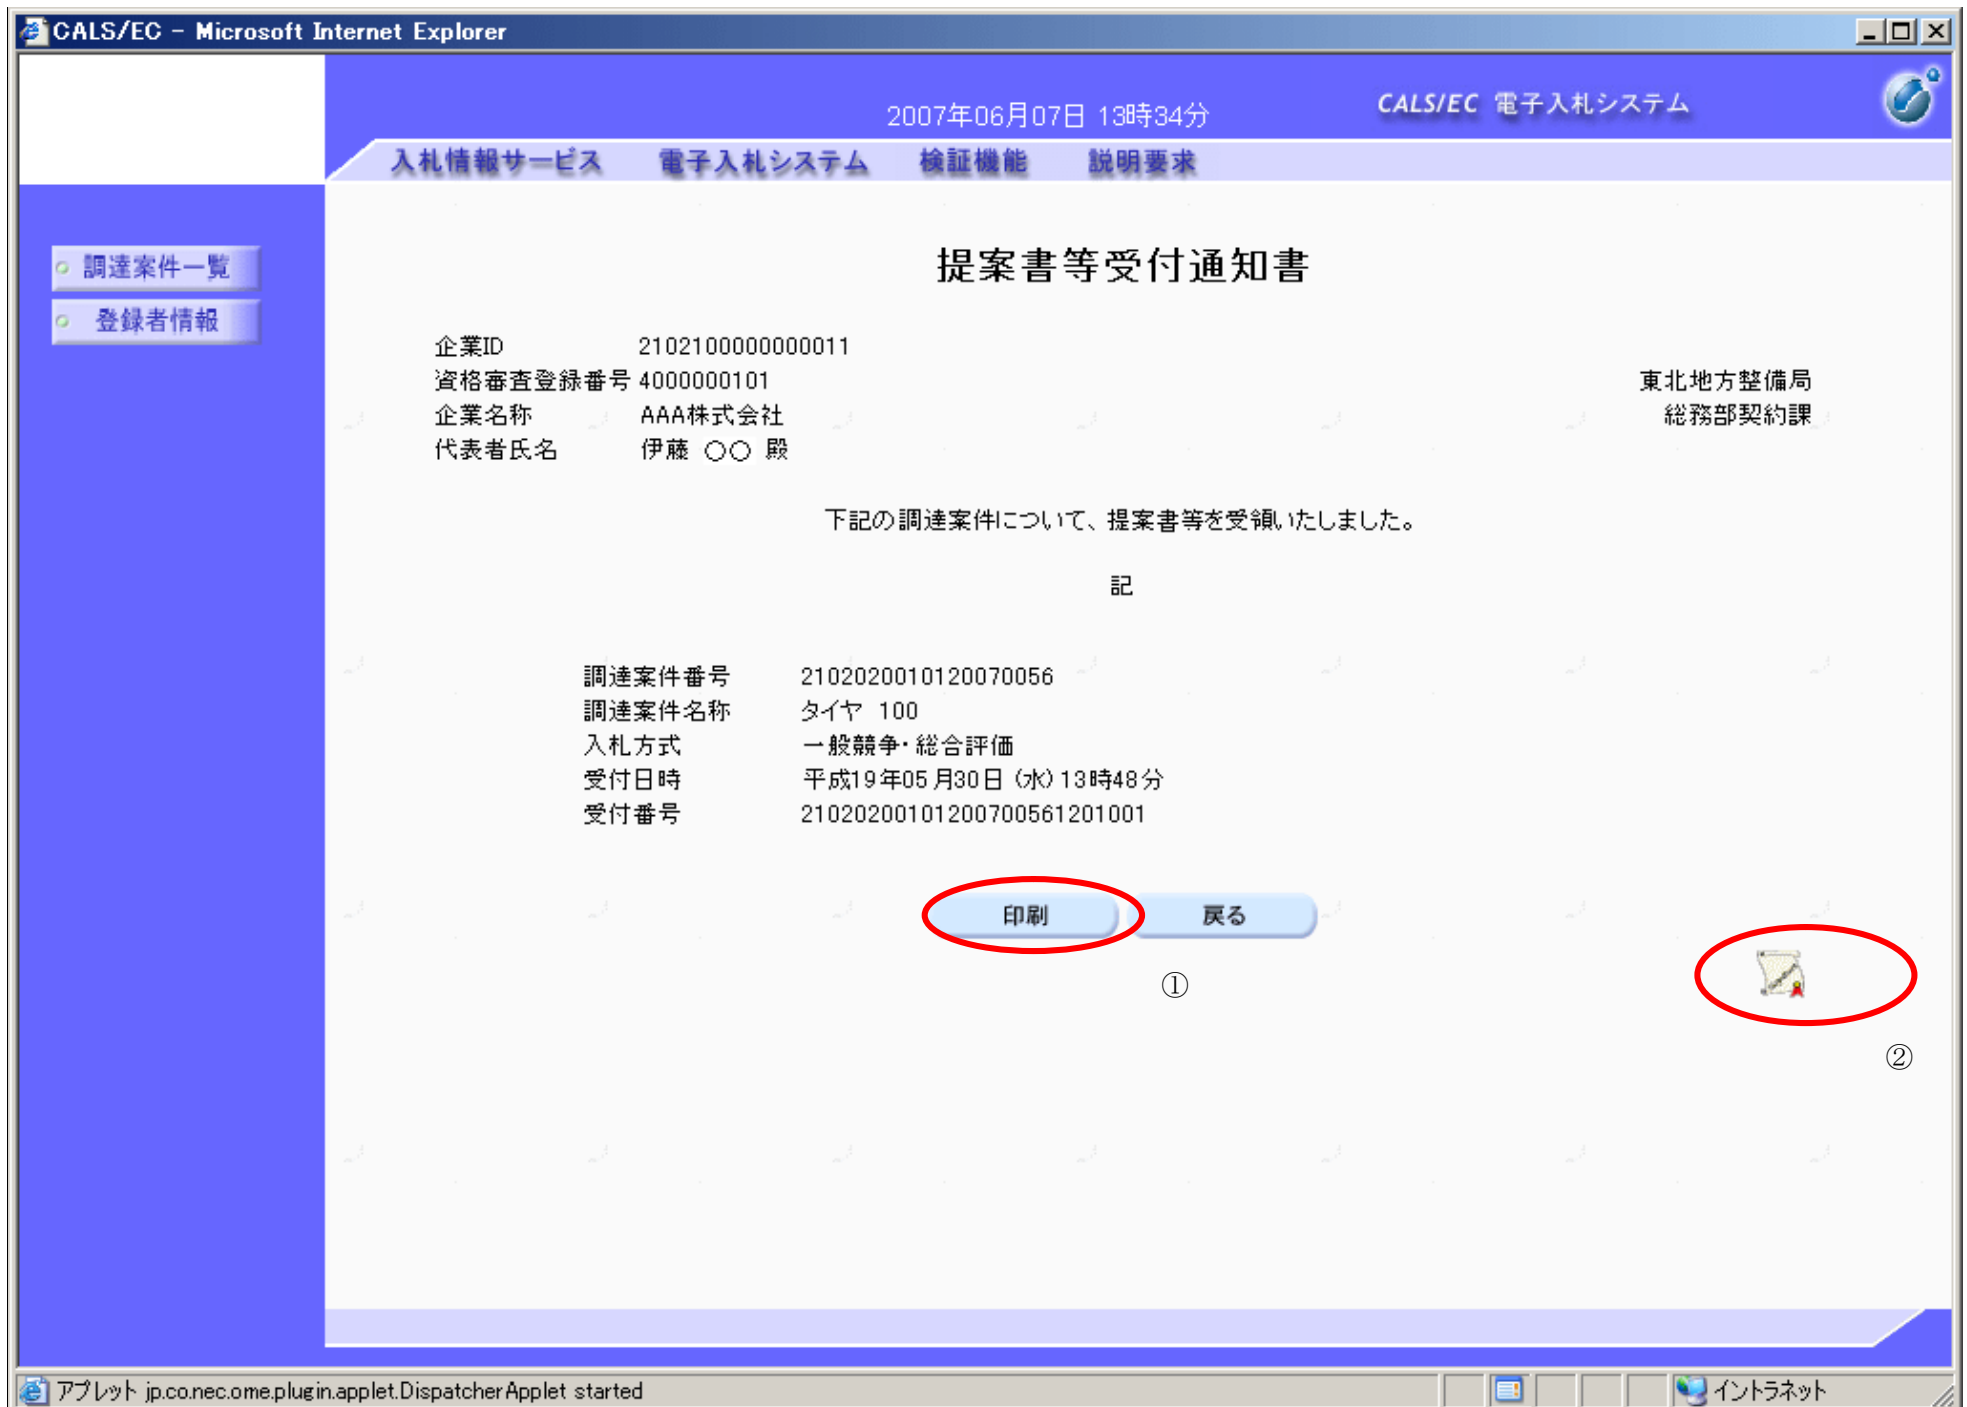 CALS/EC - Microsoft Internet Explorer
2007年06月07日 13時34分
CALS/EC 電子入札システム
入札情報サービス 電子入札システム 検証機能 説明要求
調達案件一覧
登録者情報
提案書等受付通知書
企業ID 2102100000000011
資格審査登録番号 4000000101
東北地方整備局
企業名称 AAA株式会社
総務部契約課
代表者氏名 伊藤 〇〇 殿
下記の調達案件について、提案書等を受領いたしました。
記
調達案件番号 2102020010120070056
調達案件名称 タイヤ 100
入札方式 一般競争・総合評価
受付日時 平成19年05月30日(水)13時48分
受付番号 21020200101200700561201001
印刷 戻る
①
②
アプレット jp.co.nec.ome.plugin.applet.DispatcherApplet started
イントラネット